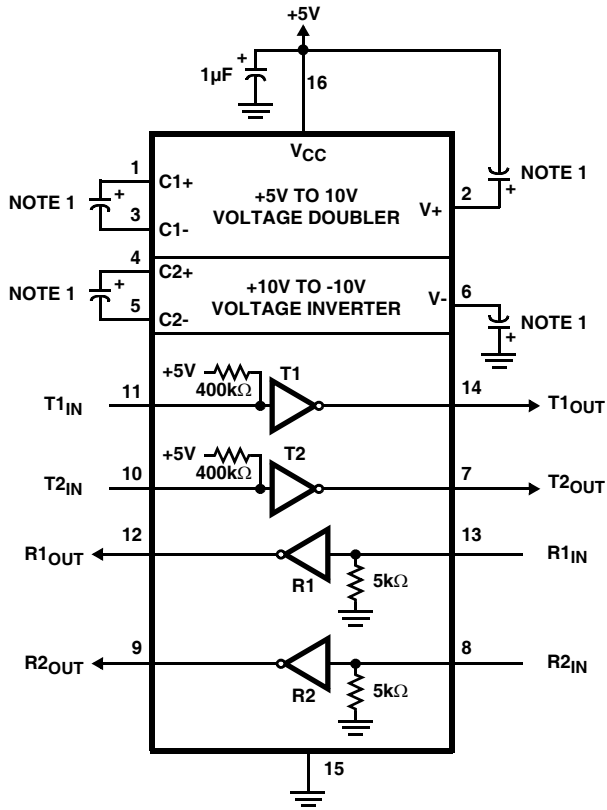 +5V
1µF
+
16
VCC
1
C1+
NOTE 1
+
3
C1-
+5V TO 10V
VOLTAGE DOUBLER
V+
2
NOTE 1
+
4
C2+
NOTE 1
+
5
C2-
+10V TO -10V
VOLTAGE INVERTER
V-
6
NOTE 1
+
+5V
400kΩ
T1
T1IN
11
14
T1OUT
+5V
400kΩ
T2
T2IN
10
7
T2OUT
R1OUT
12
13
R1IN
R1
5kΩ
R2OUT
9
8
R2IN
R2
5kΩ
15